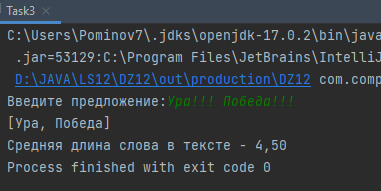 Task3
C:\Users\Pominov7\.jdks\openjdk-17.0.2\bin\java
.jar=53129:C:\Program Files\JetBrains\IntelliJ
D:\JAVA\LS12\DZ12\out\production\DZ12 com.comp
Введите предложение:Ура!!! Победа!!!
[Ура, Победа]
Средняя длина слова в тексте - 4,50
Process finished with exit code 0